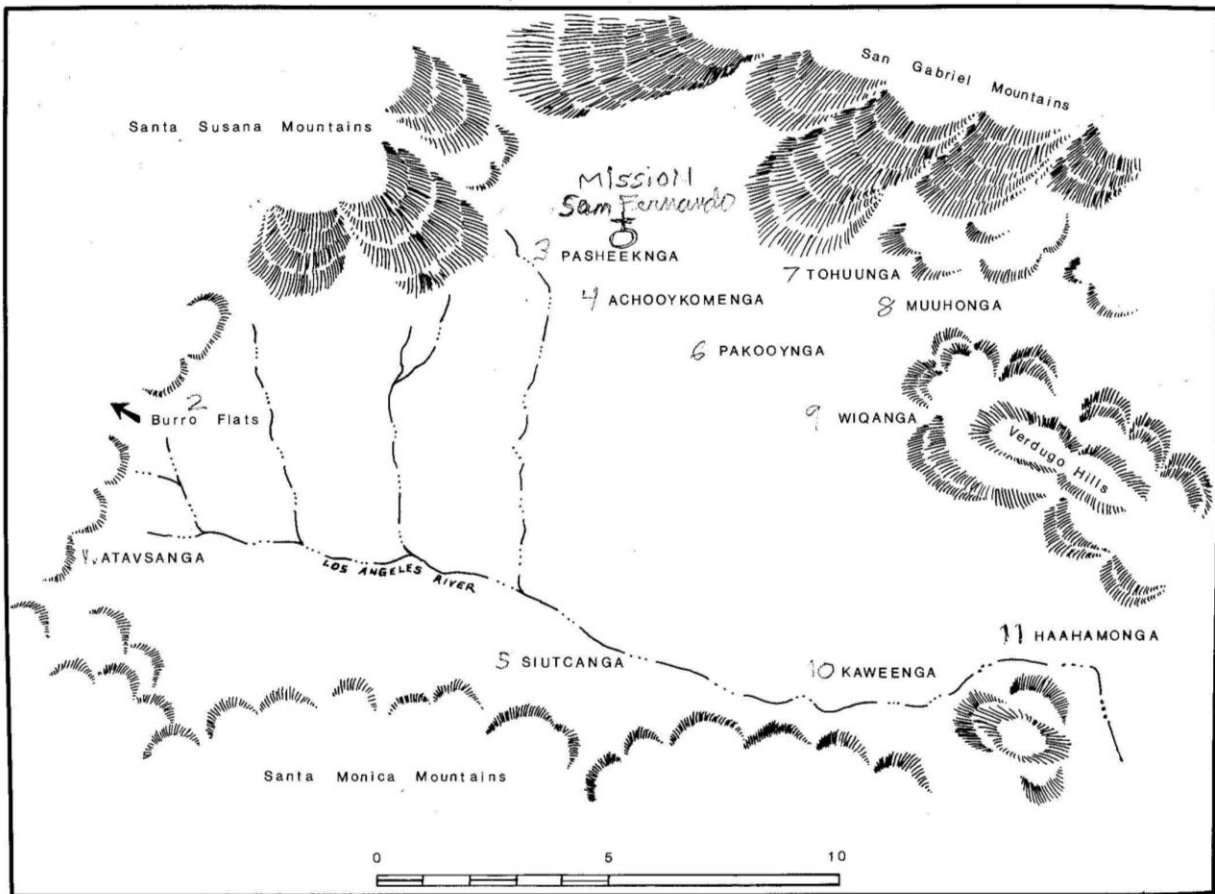 San Gabriel Mountains
Santa Susana Mountains
Mission
San Fernando
3 PASHEEKNGA
7 TOHUUNGA
4 ACHOOYKOMENGA
8 MUUHONGA
6 PAKOOYNGA
2
Burro Flats
9 WIQANGA
Verdugo Hills
1. ATAVSANGA
LOS ANGELES RIVER
11 HAAHAMONGA
5 SIUTCANGA
10 KAWEENGA
Santa Monica Mountains
0 5 10